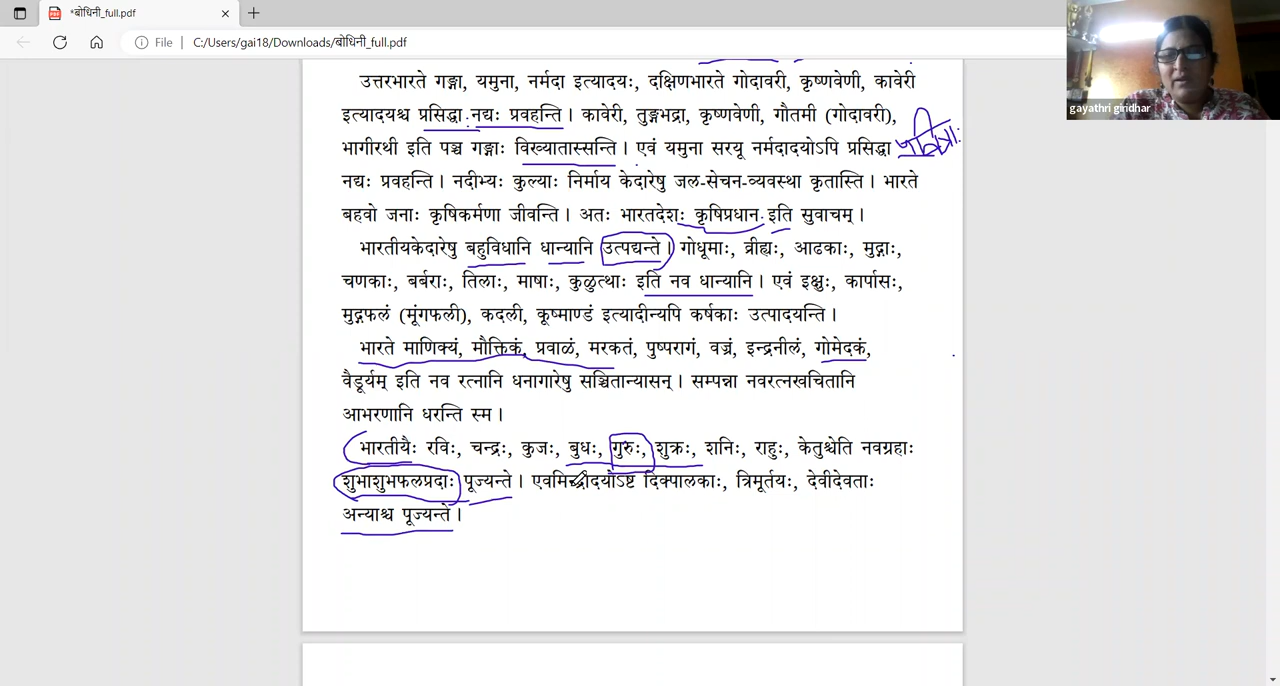 *बोधिनी_full.pdf
File C:/Users/gai18/Downloads/बोधिनी_full.pdf
gayathri giridhar
उत्तरभारते गङ्गा, यमुना, नर्मदा इत्यादयः, दक्षिणभारते गोदावरी, कृष्णवेणी, कावेरी
इत्यादयश्च प्रसिद्धा नद्यः प्रवहन्ति । कावेरी, तुङ्गभद्रा, कृष्णवेणी, गौतमी (गोदावरी),
भागीरथी इति पञ्च गङ्गाः विख्यातास्सन्ति । एवं यमुना सरयू नर्मदादयोऽपि प्रसिद्धा
नद्यः प्रवहन्ति । नदीभ्यः कुल्याः निर्माय केदारेषु जल-सेचन-व्यवस्था कृतास्ति । भारते
बहवो जनाः कृषिकर्मणा जीवन्ति । अतः भारतदेशः कृषिप्रधान इति सुवाचम् ।
भारतीयकेदारेषु बहुविधानि धान्यानि उत्पद्यन्ते । गोधूमाः, व्रीह्यः, आढकाः, मुद्गाः,
चणकाः, बर्बराः, तिलाः, माषाः, कुळुत्थाः इति नव धान्यानि । एवं इक्षुः, कार्पासः,
मुद्गफलं (मूंगफली), कदली, कूष्माण्डं इत्यादीन्यपि कर्षकाः उत्पादयन्ति ।
भारते माणिक्यं, मौक्तिकं, प्रवाळं, मरकतं, पुष्परागं, वज्रं, इन्द्रनीलं, गोमेदकं,
वैडूर्यम् इति नव रत्नानि धनागारेषु सञ्चितान्यासन् । सम्पन्ना नवरत्नखचितानि
आभरणानि धरन्ति स्म ।
भारतीयैः रविः, चन्द्रः, कुजः, बुधः, गुरुः, शुक्रः, शनिः, राहुः, केतुश्चेति नवग्रहाः
शुभाशुभफलप्रदाः पूज्यन्ते । एवमिन्द्रादयोऽष्ट दिक्पालकाः, त्रिमूर्तयः, देवीदेवताः
अन्याश्च पूज्यन्ते ।